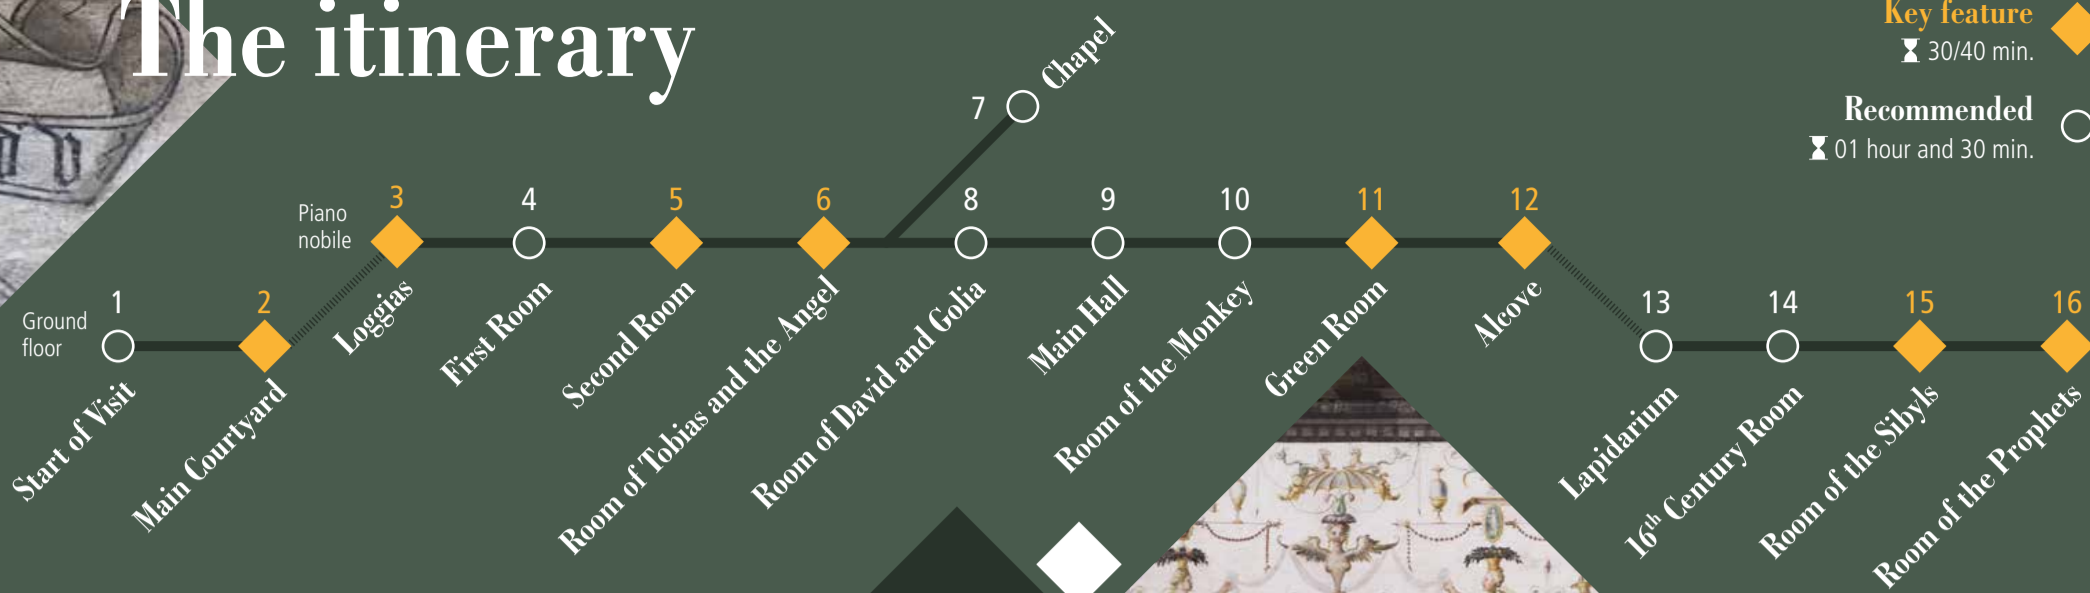 The itinerary
Key feature
30/40 min.
Recommended
01 hour and 30 min.
Ground
floor
Piano
nobile
1
Start of Visit
2
Main Courtyard
3
Loggias
4
First Room
5
Second Room
6
Room of Tobias and the Angel
7
Chapel
8
Room of David and Golia
9
Main Hall
10
Room of the Monkey
11
Green Room
12
Alcove
13
Lapidarium
14
16th Century Room
15
Room of the Sibyls
16
Room of the Prophets